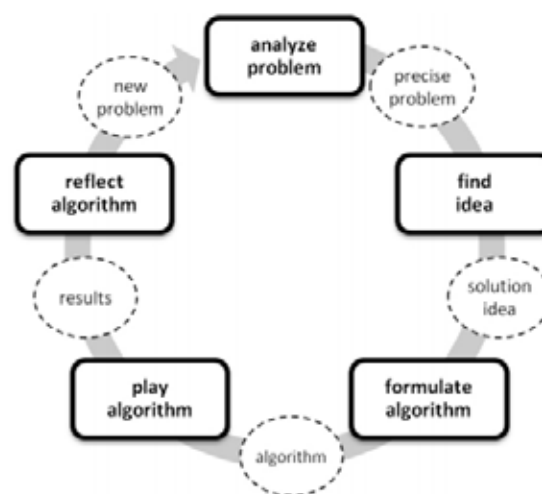 analyze
problem
precise
problem
find
idea
solution
idea
formulate
algorithm
algorithm
play
algorithm
results
reflect
algorithm
new
problem